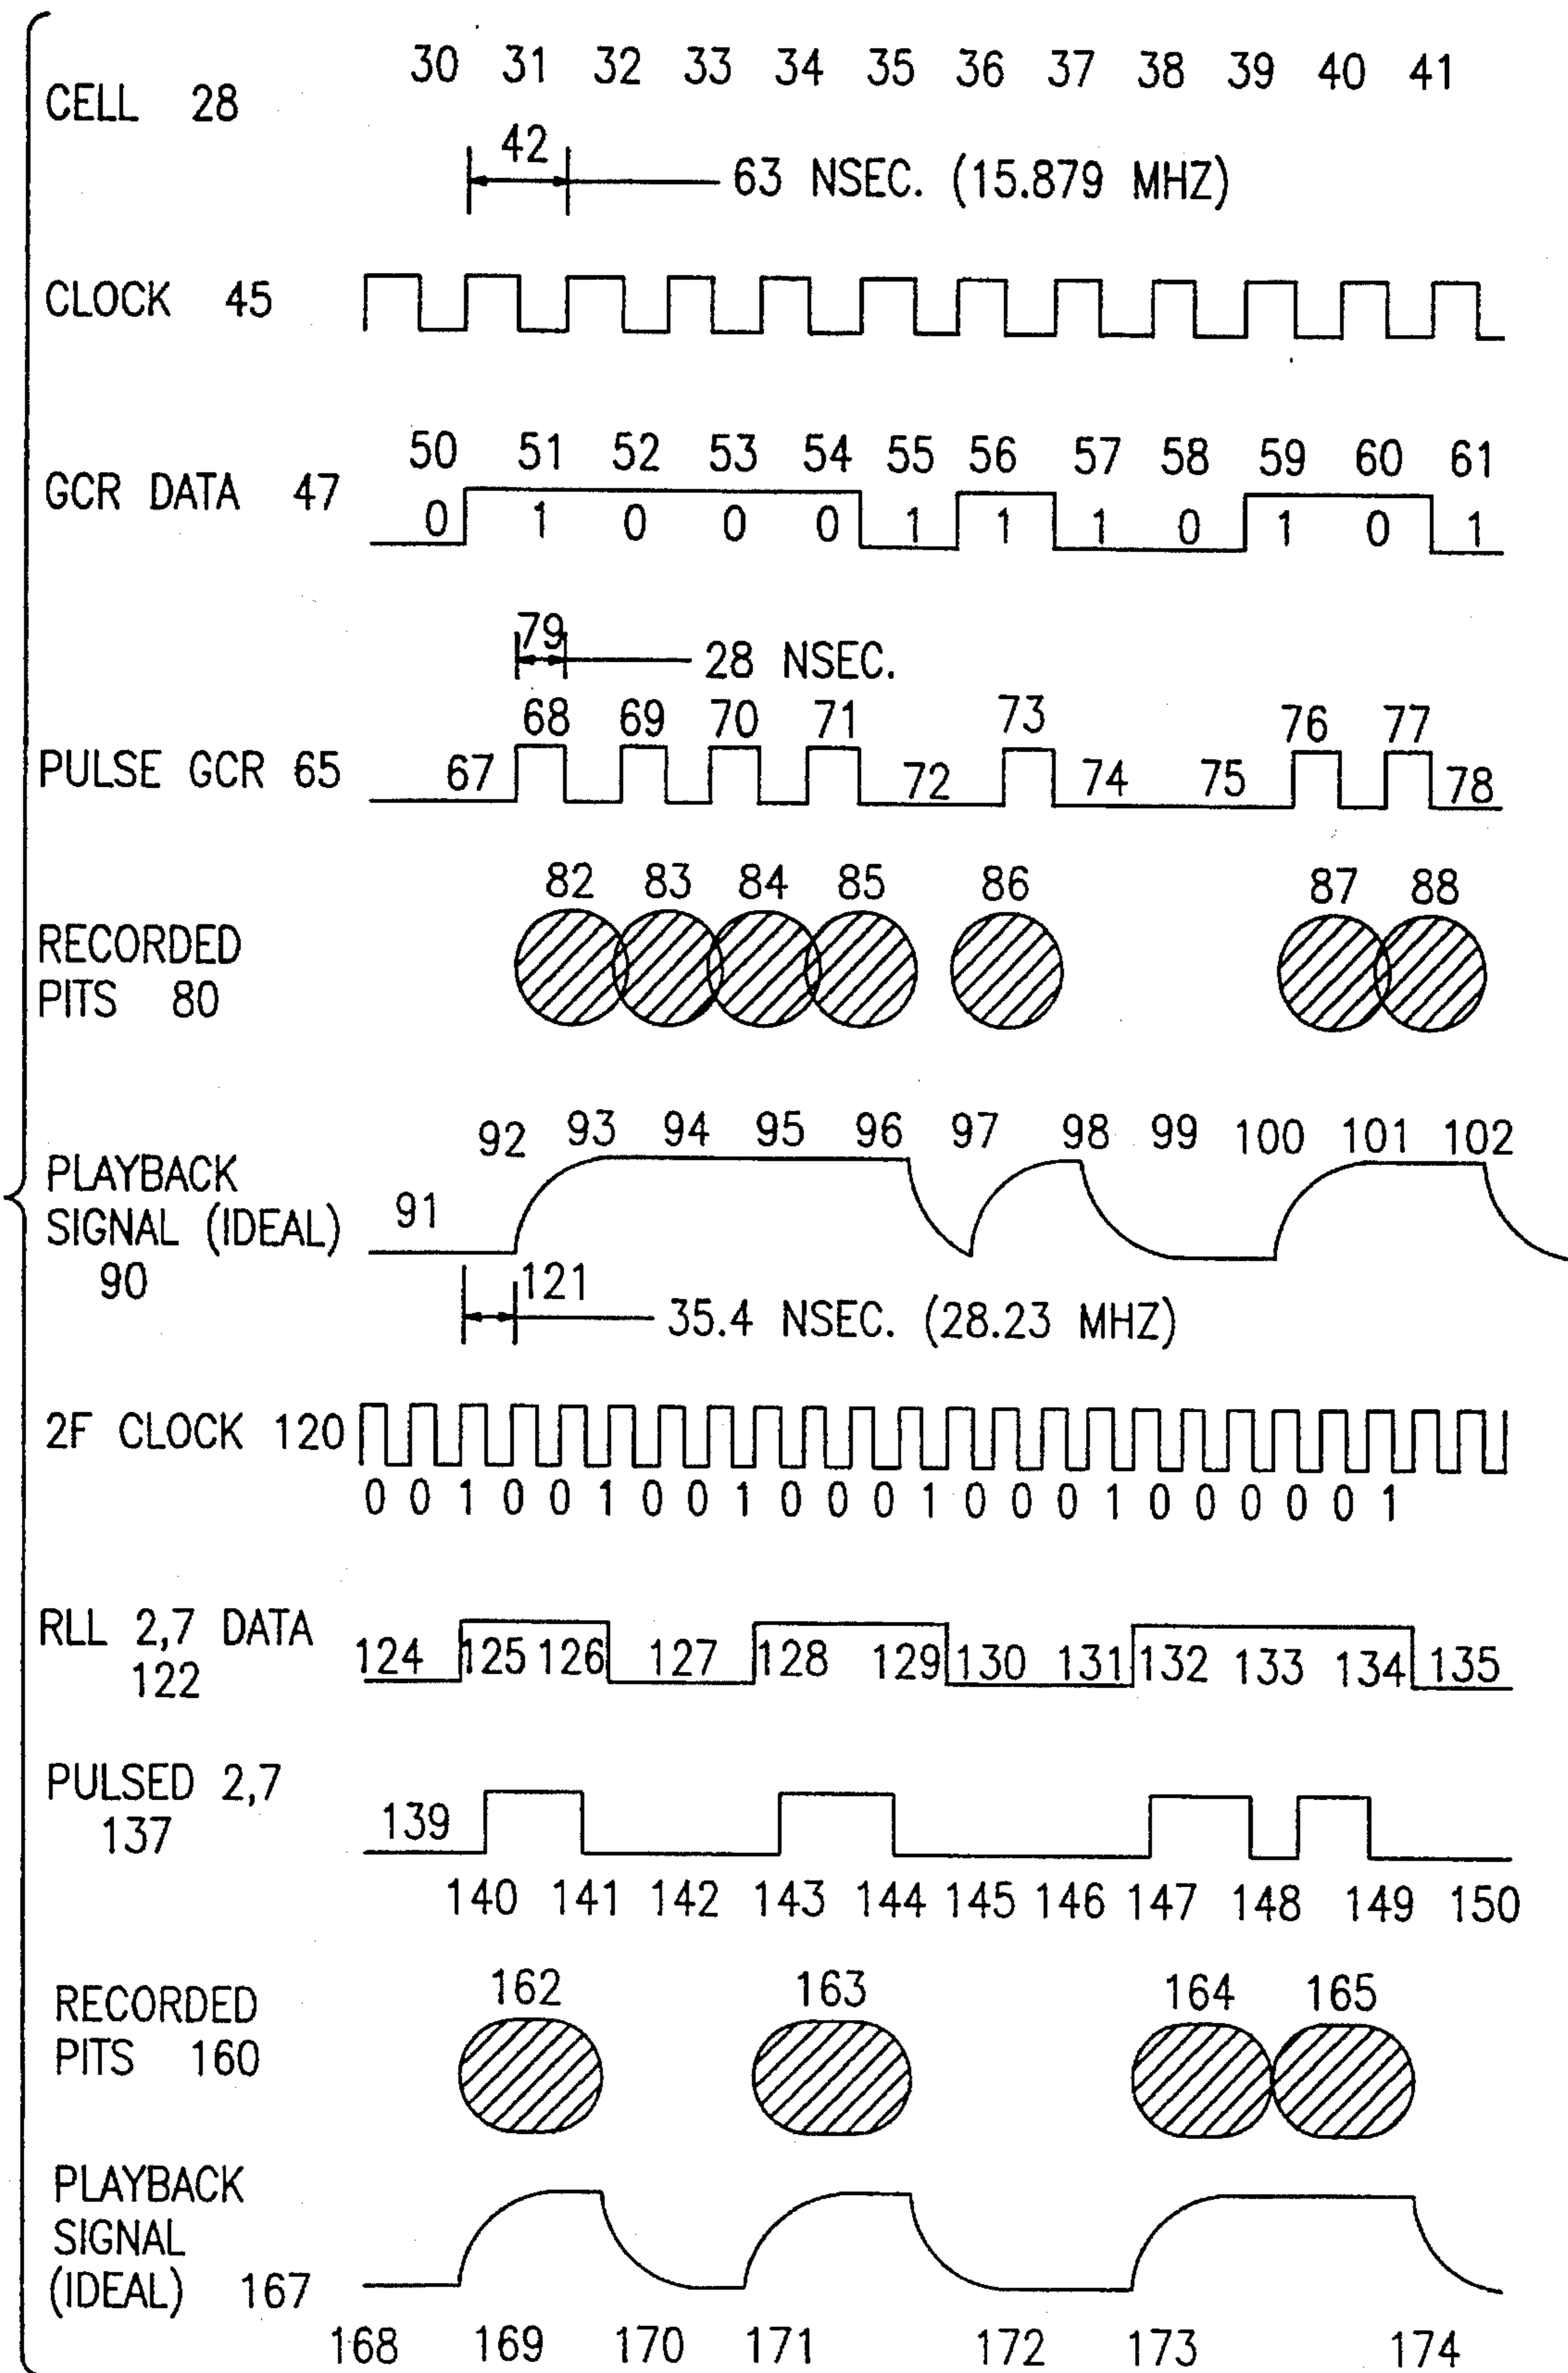 30 31 32 33 34 35 36 37 38 39 40 41
CELL 28
42
63 NSEC. (15.879 MHZ)
CLOCK 45
50 51 52 53 54 55 56 57 58 59 60 61
GCR DATA 47
0 1 0 0 0 1 1 1 0 1 0 1
79
28 NSEC.
68 69 70 71 73 76 77
PULSE GCR 65 67 72 74 75 78
82 83 84 85 86 87 88
RECORDED
PITS 80
92 93 94 95 96 97 98 99 100 101 102
PLAYBACK
91
SIGNAL (IDEAL)
90
121
35.4 NSEC. (28.23 MHZ)
2F CLOCK 120
0 0 1 0 0 1 0 0 1 0 0 0 1 0 0 0 1 0 0 0 0 0 1
RLL 2,7 DATA
124 125 126 127 128 129 130 131 132 133 134 135
122
PULSED 2,7
139
137
140 141 142 143 144 145 146 147 148 149 150
162 163 164 165
RECORDED
PITS 160
PLAYBACK
SIGNAL
(IDEAL) 167
168 169 170 171 172 173 174